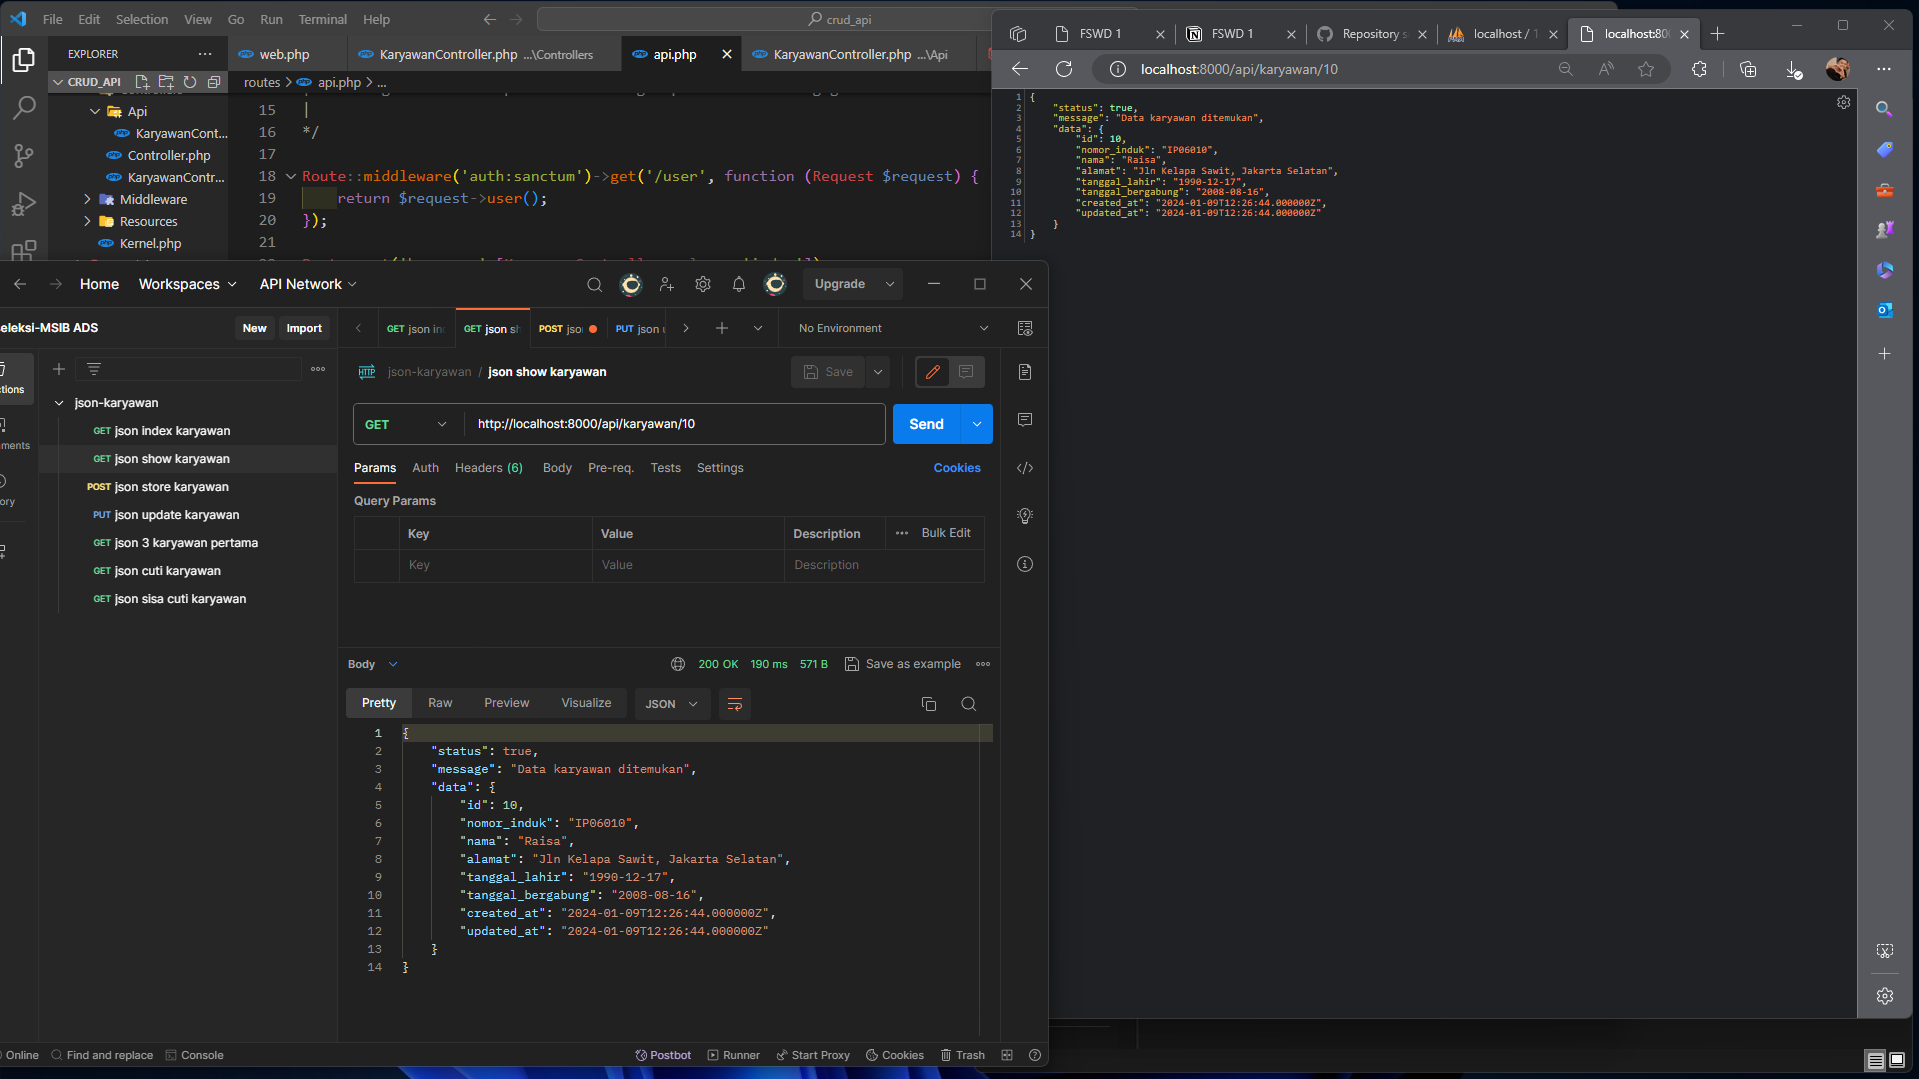 File Edit Selection View Go Run Terminal Help
crud_api
EXPLORER
web.php
KaryawanController.php ...\Controllers
api.php
KaryawanController.php ...\Api
CRUD_API
Api
KaryawanCont...
Controller.php
KaryawanContr...
Middleware
Resources
Kernel.php
routes > api.php > ...
15 |
16 */
17
18 Route::middleware('auth:sanctum')->get('/user', function (Request $request) {
19 return $request->user();
20 });
21
FSWD 1
FSWD 1
Repository s
localhost / 1
localhost:80
localhost:8000/api/karyawan/10
1 {
2 "status": true,
3 "message": "Data karyawan ditemukan",
4 "data": {
5 "id": 10,
6 "nomor_induk": "IP06010",
7 "nama": "Raisa",
8 "alamat": "Jln Kelapa Sawit, Jakarta Selatan",
9 "tanggal_lahir": "1990-12-17",
10 "tanggal_bergabung": "2008-08-16",
11 "created_at": "2024-01-09T12:26:44.000000Z",
12 "updated_at": "2024-01-09T12:26:44.000000Z"
13 }
14 }
Home Workspaces API Network
Upgrade
eleksi-MSIB ADS
New Import
GET json in
GET json sh
POST json
PUT json u
No Environment
ctions
ments
ory
json-karyawan
GET json index karyawan
GET json show karyawan
POST json store karyawan
PUT json update karyawan
GET json 3 karyawan pertama
GET json cuti karyawan
GET json sisa cuti karyawan
HTTP json-karyawan / json show karyawan
Save
GET http://localhost:8000/api/karyawan/10
Send
Params Auth Headers (6) Body Pre-req. Tests Settings Cookies
Query Params
Key Value Description Bulk Edit
Key Value Description
Body 200 OK 190 ms 571 B Save as example
Pretty Raw Preview Visualize JSON
1 {
2 "status": true,
3 "message": "Data karyawan ditemukan",
4 "data": {
5 "id": 10,
6 "nomor_induk": "IP06010",
7 "nama": "Raisa",
8 "alamat": "Jln Kelapa Sawit, Jakarta Selatan",
9 "tanggal_lahir": "1990-12-17",
10 "tanggal_bergabung": "2008-08-16",
11 "created_at": "2024-01-09T12:26:44.000000Z",
12 "updated_at": "2024-01-09T12:26:44.000000Z"
13 }
14 }
Online Find and replace Console Postbot Runner Start Proxy Cookies Trash